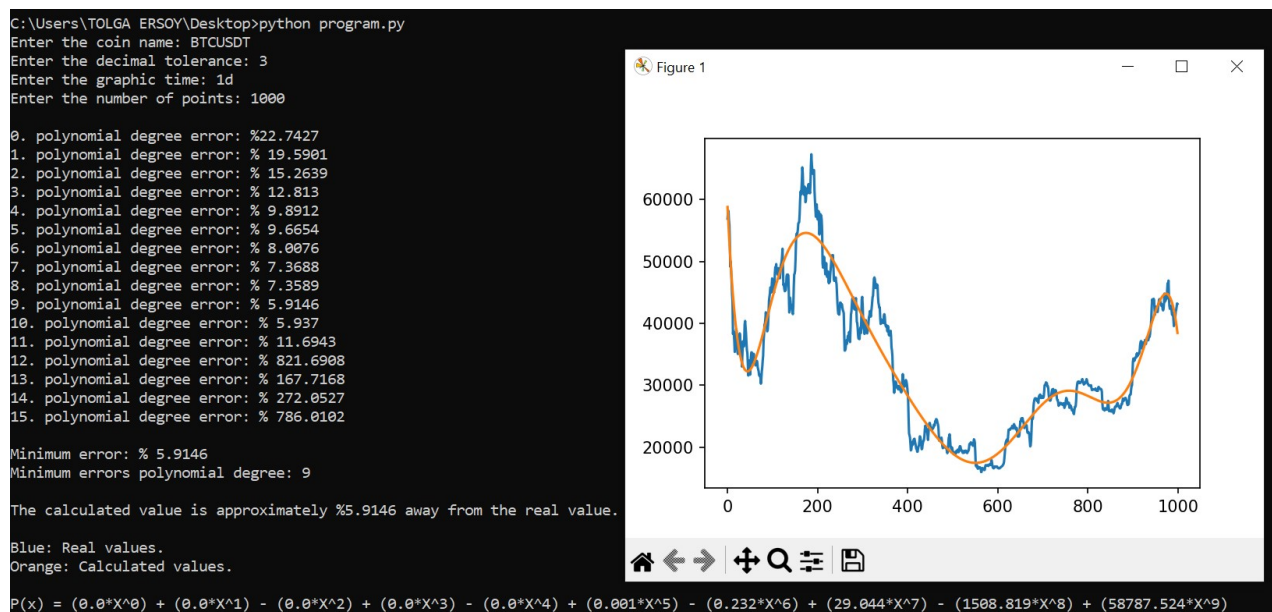 C:\Users\TOLGA ERSOY\Desktop>python program.py
Enter the coin name: BTCUSDT
Enter the decimal tolerance: 3
Enter the graphic time: 1d
Enter the number of points: 1000
0. polynomial degree error: %22.7427
1. polynomial degree error: % 19.5901
2. polynomial degree error: % 15.2639
3. polynomial degree error: % 12.813
4. polynomial degree error: % 9.8912
5. polynomial degree error: % 9.6654
6. polynomial degree error: % 8.0076
7. polynomial degree error: % 7.3688
8. polynomial degree error: % 7.3589
9. polynomial degree error: % 5.9146
10. polynomial degree error: % 5.937
11. polynomial degree error: % 11.6943
12. polynomial degree error: % 821.6908
13. polynomial degree error: % 167.7168
14. polynomial degree error: % 272.0527
15. polynomial degree error: % 786.0102
Minimum error: % 5.9146
Minimum errors polynomial degree: 9
The calculated value is approximately %5.9146 away from the real value.
Blue: Real values.
Orange: Calculated values.
P(x) = (0.0*X^0) + (0.0*X^1) - (0.0*X^2) + (0.0*X^3) - (0.0*X^4) + (0.001*X^5) - (0.232*X^6) + (29.044*X^7) - (1508.819*X^8) + (58787.524*X^9)
Figure 1
60000
50000
40000
30000
20000
0 200 400 600 800 1000